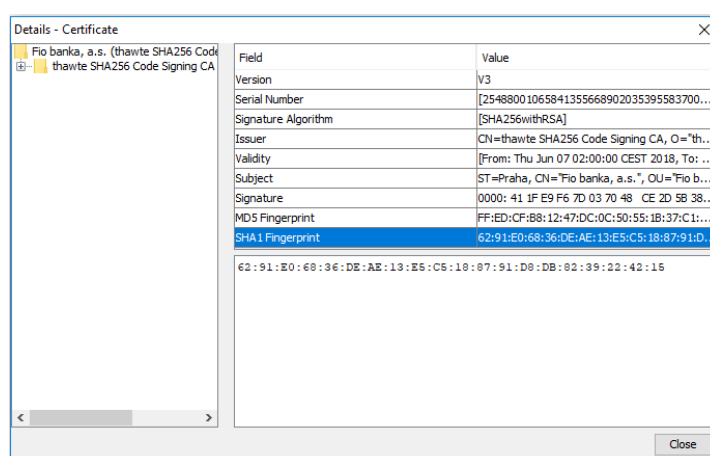 Details - Certificate
Fio banka, a.s. (thawte SHA256 Code
thawte SHA256 Code Signing CA
Field Value
Version V3
Serial Number [25488001065841355668902035395583700...
Signature Algorithm [SHA256withRSA]
Issuer CN=thawte SHA256 Code Signing CA, O="th...
Validity [From: Thu Jun 07 02:00:00 CEST 2018, To: ...
Subject ST=Praha, CN="Fio banka, a.s.", OU="Fio b...
Signature 0000: 41 1F E9 F6 7D 03 70 48 CE 2D 5B 38...
MD5 Fingerprint FF:ED:CF:B8:12:47:DC:0C:50:55:1B:37:C1:...
SHA1 Fingerprint 62:91:E0:68:36:DE:AE:13:E5:C5:18:87:91:D...
62:91:E0:68:36:DE:AE:13:E5:C5:18:87:91:D8:DB:82:39:22:42:15
Close